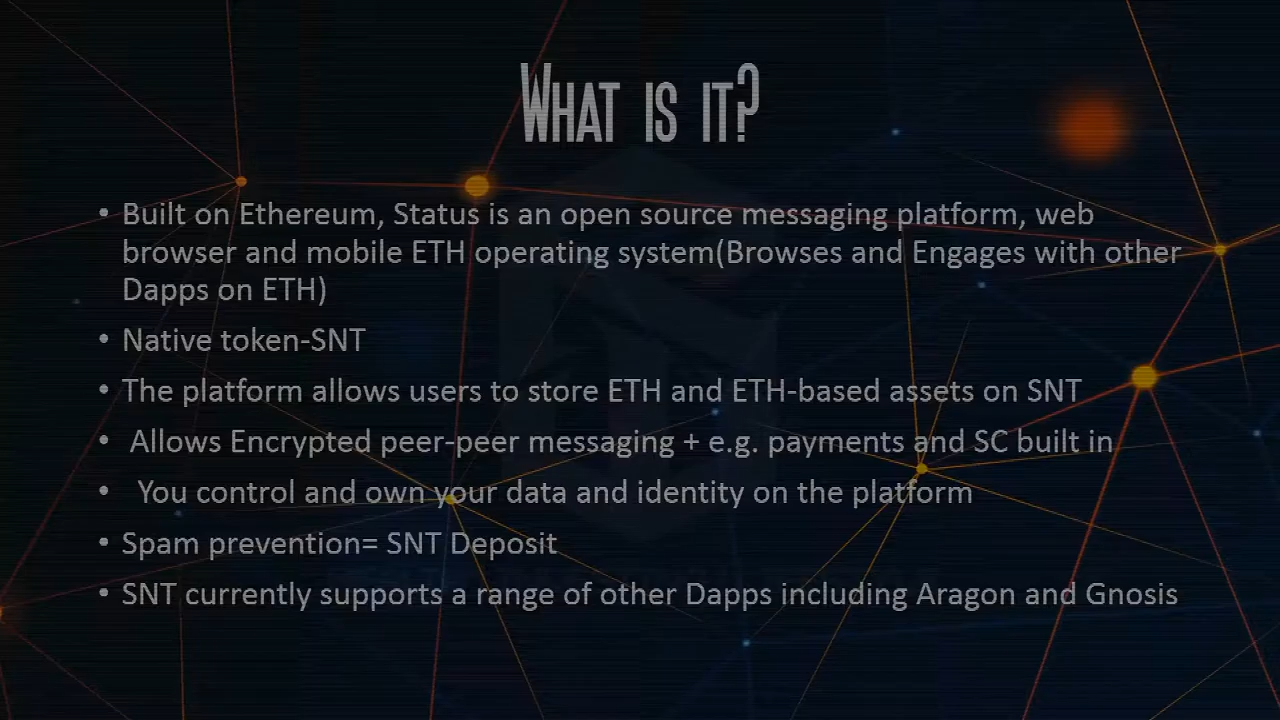 What is it?
• Built on Ethereum, Status is an open source messaging platform, web
browser and mobile ETH operating system(Browses and Engages with other
Dapps on ETH)
• Native token-SNT
• The platform allows users to store ETH and ETH-based assets on SNT
• Allows Encrypted peer-peer messaging + e.g. payments and SC built in
• You control and own your data and identity on the platform
• Spam prevention= SNT Deposit
• SNT currently supports a range of other Dapps including Aragon and Gnosis